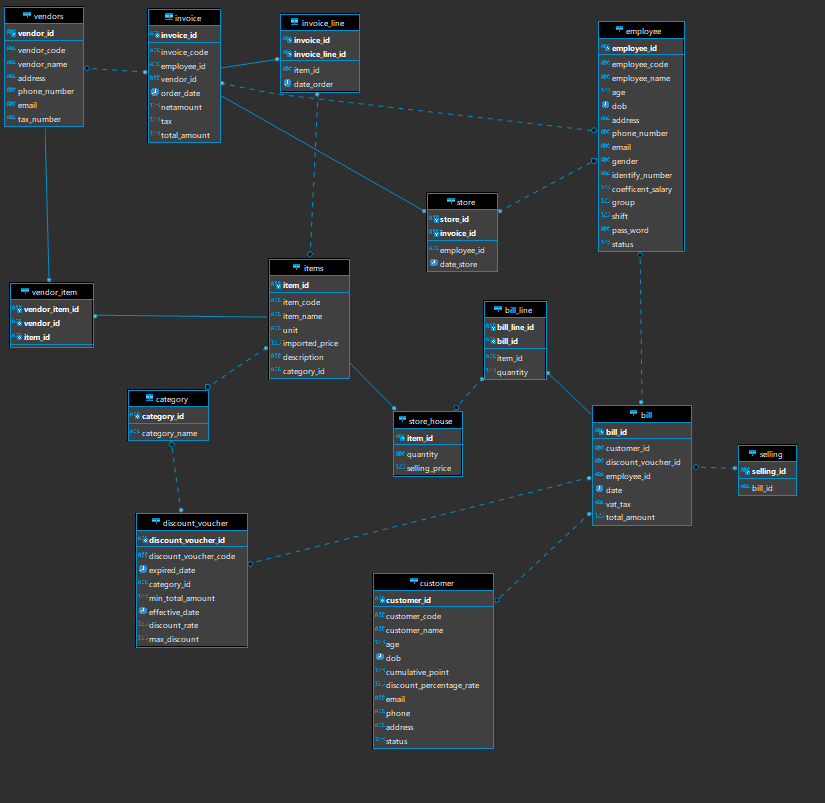 vendors
vendor_id
vendor_code
vendor_name
address
phone_number
email
tax_number
invoice
invoice_id
invoice_code
employee_id
vendor_id
order_date
netamount
tax
total_amount
invoice_line
invoice_id
invoice_line_id
item_id
date_order
employee
employee_id
employee_code
employee_name
age
dob
address
phone_number
email
gender
identify_number
coefficent_salary
group
shift
pass_word
status
store
store_id
invoice_id
employee_id
date_store
vendor_item
vendor_item_id
vendor_id
item_id
items
item_id
item_code
item_name
unit
imported_price
description
category_id
bill_line
bill_line_id
bill_id
item_id
quantity
category
category_id
category_name
store_house
item_id
quantity
selling_price
bill
bill_id
customer_id
discount_voucher_id
employee_id
date
vat_tax
total_amount
selling
selling_id
bill_id
discount_voucher
discount_voucher_id
discount_voucher_code
expired_date
category_id
min_total_amount
effective_date
discount_rate
max_discount
customer
customer_id
customer_code
customer_name
age
dob
cumulative_point
discount_percentage_rate
email
phone
address
status